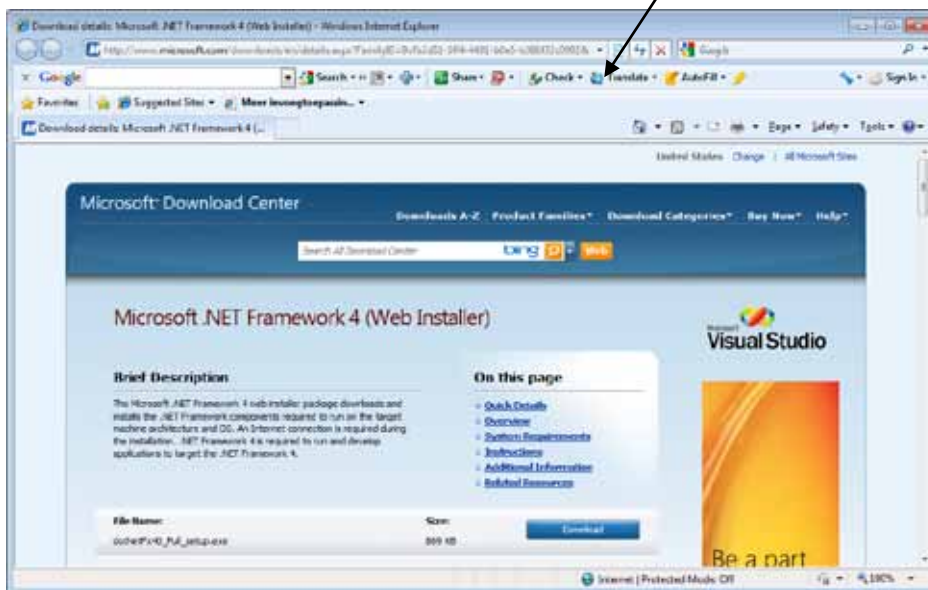 Download details: Microsoft .NET Framework 4 (Web Installer) - Windows Internet Explorer
Google
Google Search Share Check Translate AutoFill Sign In
Favorites Suggested Sites
Download details: Microsoft .NET Framework 4 (...
Page Safety Tools
United States Change | All Microsoft Sites
Microsoft Download Center
Downloads A-Z Product Families Download Categories Buy Now Help
Search All Download Center bing Web
Microsoft .NET Framework 4 (Web Installer)
Microsoft
Visual Studio
Brief Description
The Microsoft .NET Framework 4 web installer package downloads and
installs the .NET Framework components required to run on the target
machine architecture and OS. An Internet connection is required during
the installation. .NET Framework 4 is required to run and develop
applications to target the .NET Framework 4.
On this page
Quick Details
Overview
System Requirements
Instructions
Additional Information
Related Resources
File Name: Size:
dotNetFx40_Full_setup.exe 869 KB Download
Be a part
Internet | Protected Mode: Off 100%